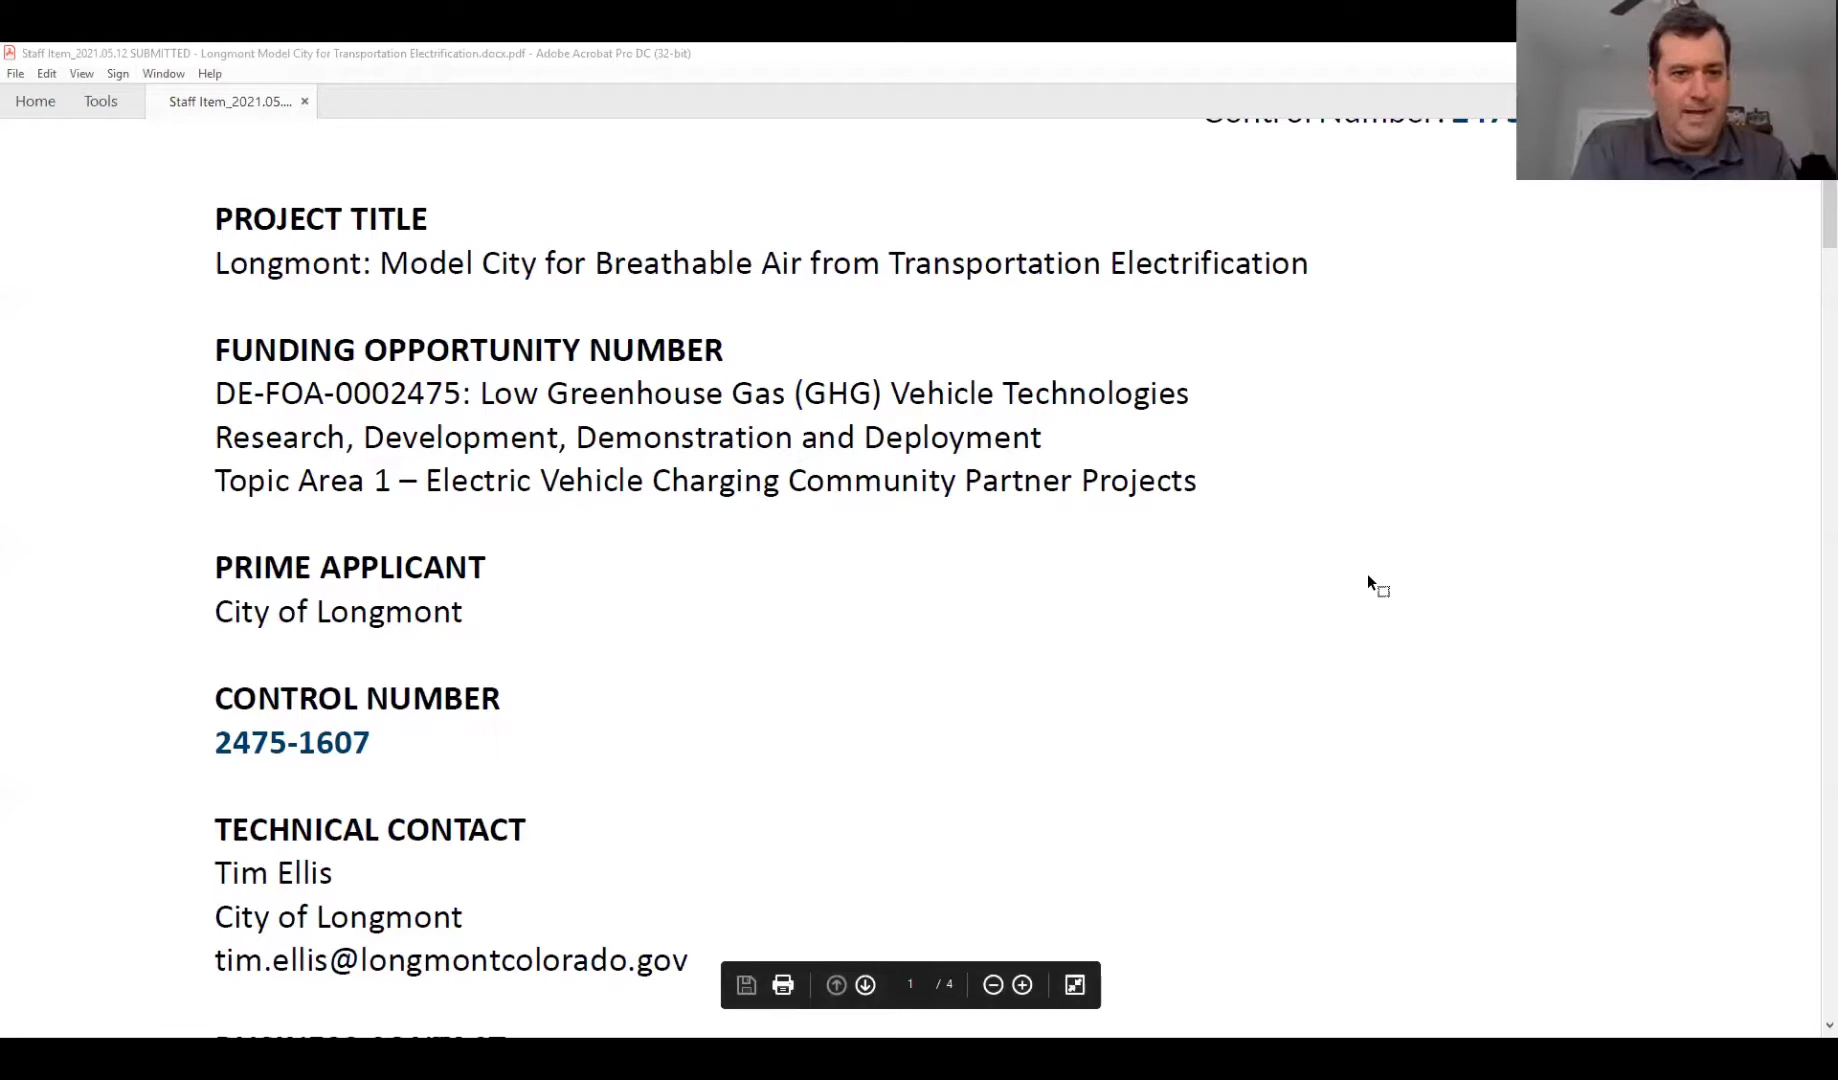 Staff Item_2021.05.12 SUBMITTED - Longmont Model City for Transportation Electrification.docx.pdf - Adobe Acrobat Pro DC (32-bit)
File Edit View Sign Window Help
Home Tools Staff Item_2021.05.... ×
Control Number:
PROJECT TITLE
Longmont: Model City for Breathable Air from Transportation Electrification
FUNDING OPPORTUNITY NUMBER
DE-FOA-0002475: Low Greenhouse Gas (GHG) Vehicle Technologies
Research, Development, Demonstration and Deployment
Topic Area 1 – Electric Vehicle Charging Community Partner Projects
PRIME APPLICANT
City of Longmont
CONTROL NUMBER
2475-1607
TECHNICAL CONTACT
Tim Ellis
City of Longmont
tim.ellis@longmontcolorado.gov
1 / 4